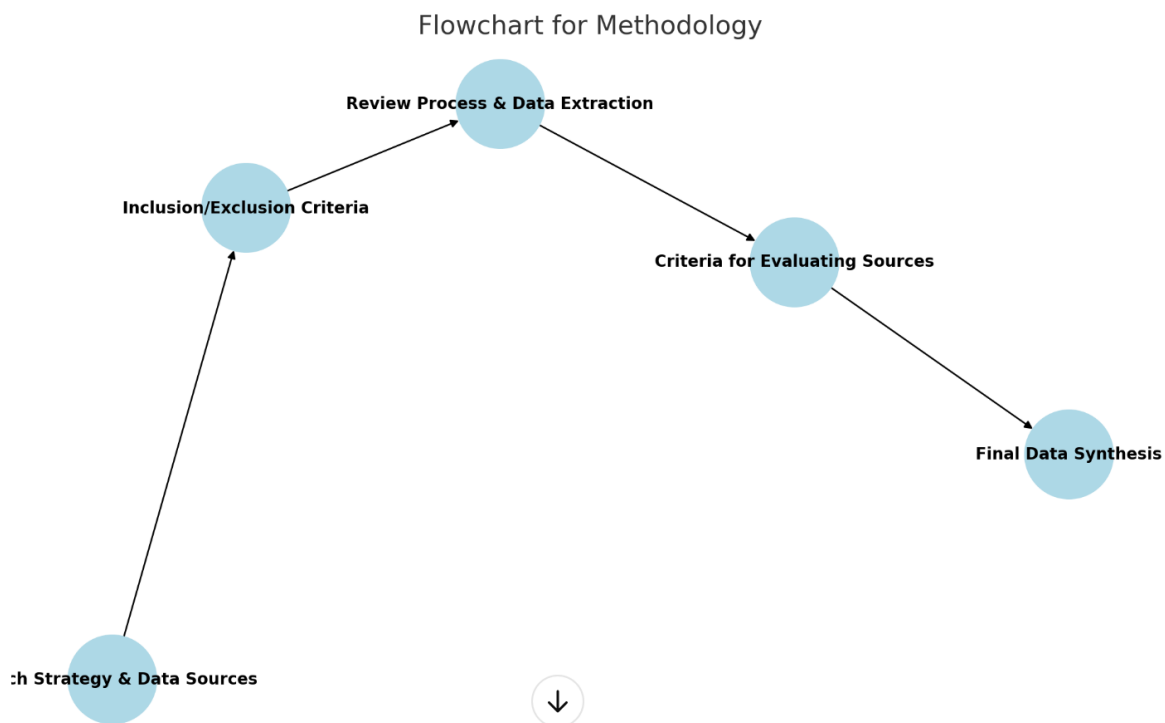 Flowchart for Methodology
Review Process & Data Extraction
Inclusion/Exclusion Criteria
Criteria for Evaluating Sources
Final Data Synthesis
ch Strategy & Data Sources